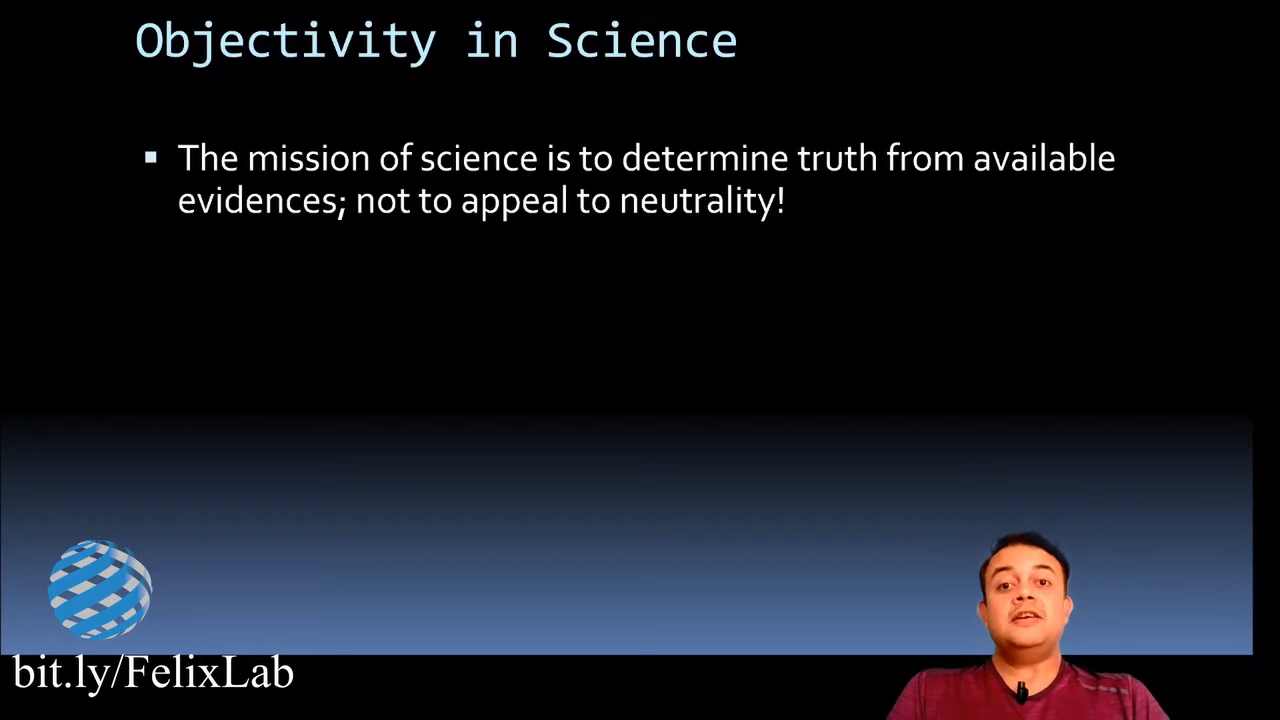 Objectivity in Science
▪ The mission of science is to determine truth from available
evidences; not to appeal to neutrality!
bit.ly/FelixLab